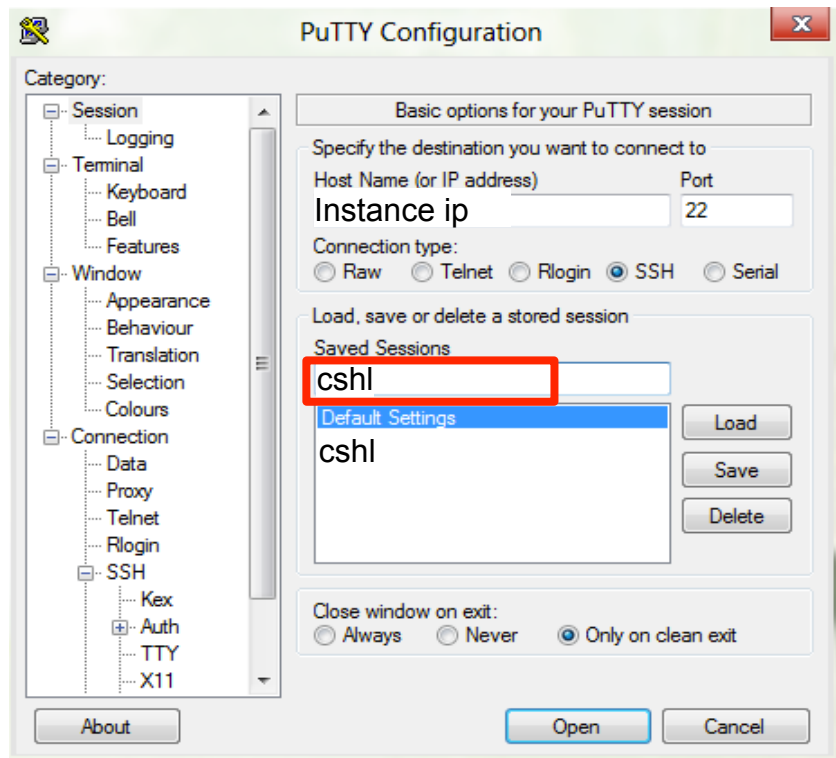 PuTTY Configuration
x
Category:
Session
Logging
Terminal
Keyboard
Bell
Features
Window
Appearance
Behaviour
Translation
Selection
Colours
Connection
Data
Proxy
Telnet
Rlogin
SSH
Kex
Auth
TTY
X11
Basic options for your PuTTY session
Specify the destination you want to connect to
Host Name (or IP address) Port
Instance ip 22
Connection type:
Raw Telnet Rlogin SSH Serial
Load, save or delete a stored session
Saved Sessions
cshl
Default Settings
cshl
Load
Save
Delete
Close window on exit:
Always Never Only on clean exit
About Open Cancel